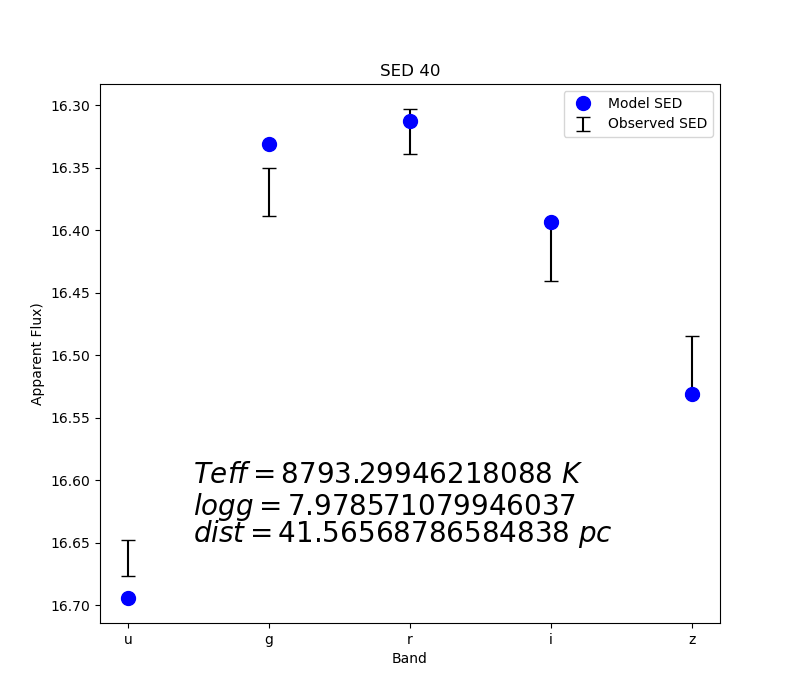 SED 40
Model SED
Observed SED
16.30
16.35
16.40
16.45
16.50
16.55
16.60
16.65
16.70
Apparent Flux)
Teff = 8793.29946218088 K
logg = 7.978571079946037
dist = 41.56568786584838 pc
u g r i z
Band